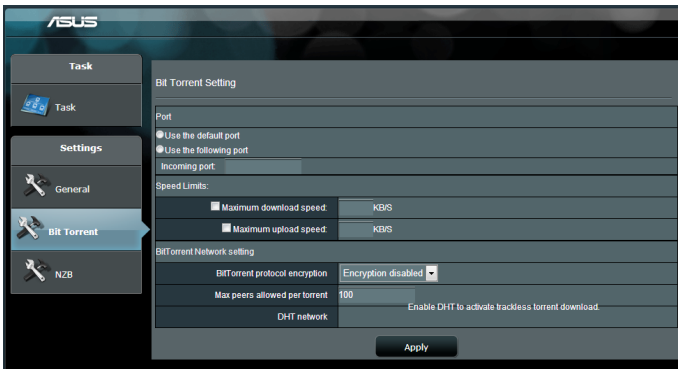 ASUS
Task
Task
Settings
General
Bit Torrent
NZB
Bit Torrent Setting
Port
Use the default port
Use the following port
Incoming port:
Speed Limits:
Maximum download speed: KB/S
Maximum upload speed: KB/S
BitTorrent Network setting
BitTorrent protocol encryption Encryption disabled
Max peers allowed per torrent 100
DHT network Enable DHT to activate trackless torrent download.
Apply